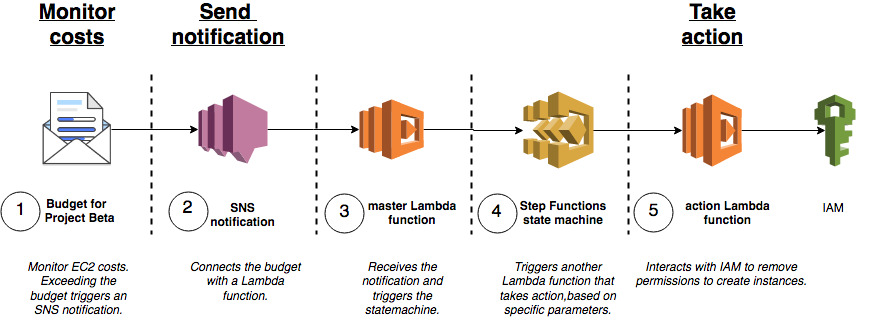 Monitor
costs
Send
notification
Take
action
1
Budget for
Project Beta
2
SNS
notification
3
master Lambda
function
4
Step Functions
state machine
5
action Lambda
function
IAM
Monitor EC2 costs.
Exceeding the
budget triggers an
SNS notification.
Connects the budget
with a Lambda
function.
Receives the
notification and
triggers the
statemachine.
Triggers another
Lambda function that
takes action,based on
specific parameters.
Interacts with IAM to remove
permissions to create instances.